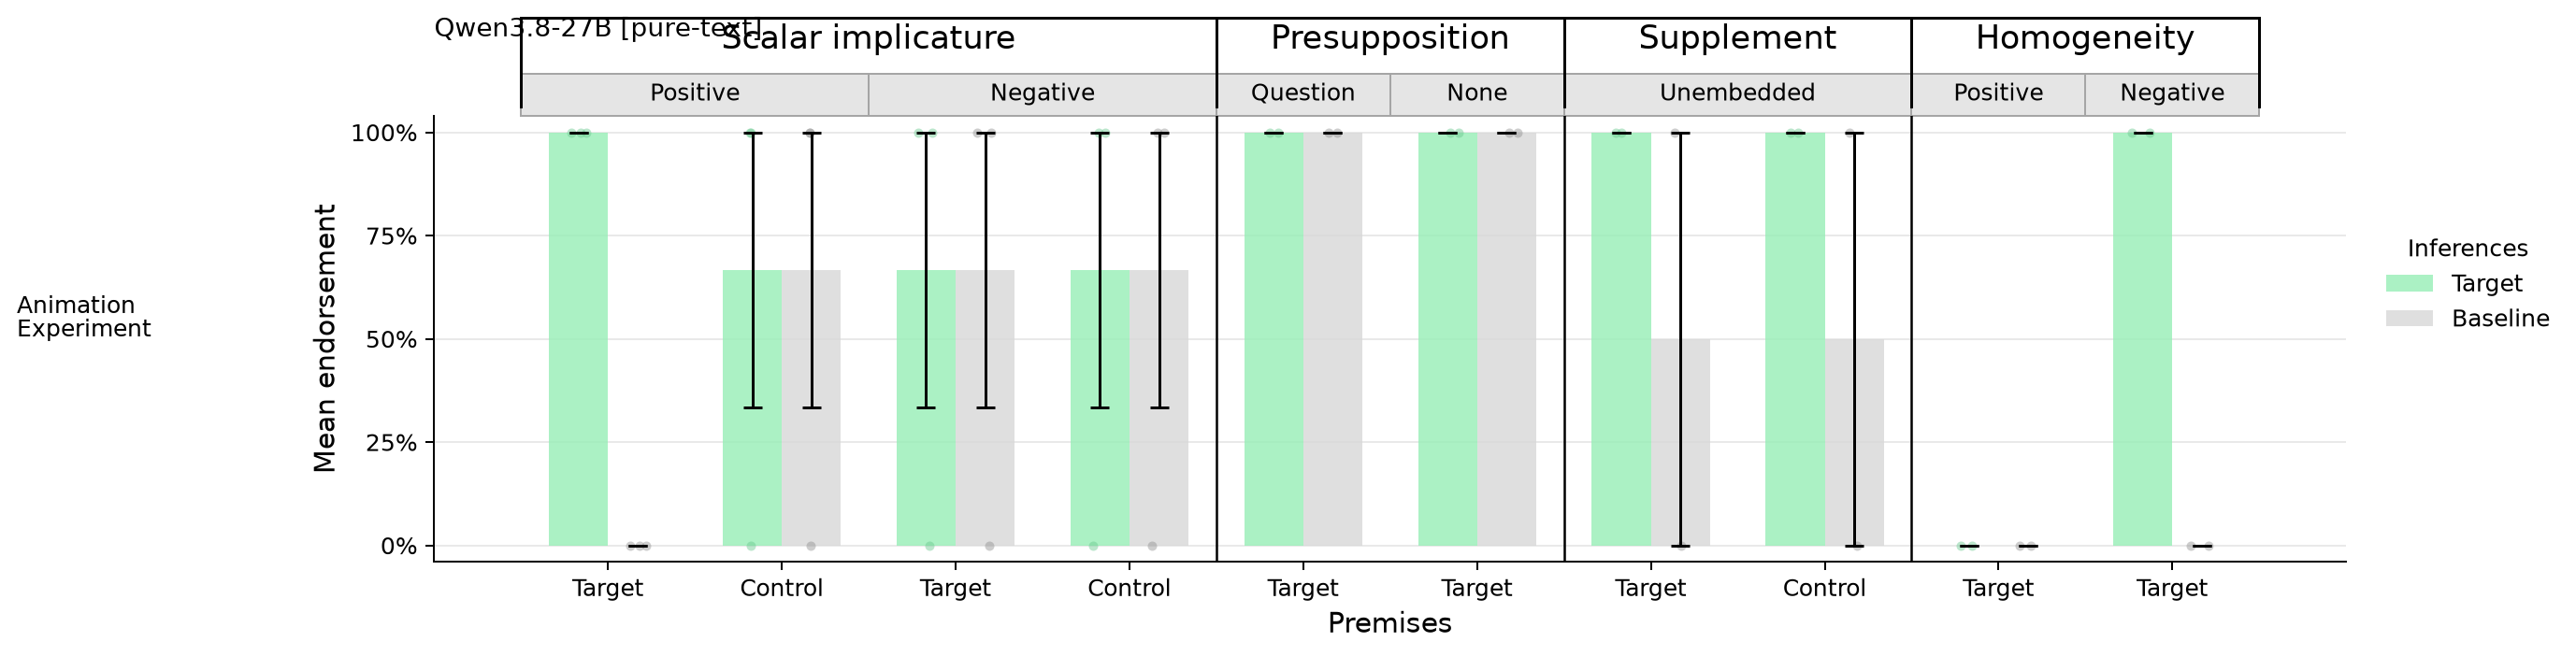 Qwen3.8-27B [pure-text]
Scalar implicature Presupposition Supplement Homogeneity
Positive Negative Question None Unembedded Positive Negative
100%
75%
50%
25%
0%
Mean endorsement
Animation
Experiment
Inferences
Target
Baseline
Target Control Target Control Target Target Target Control Target Target
Premises